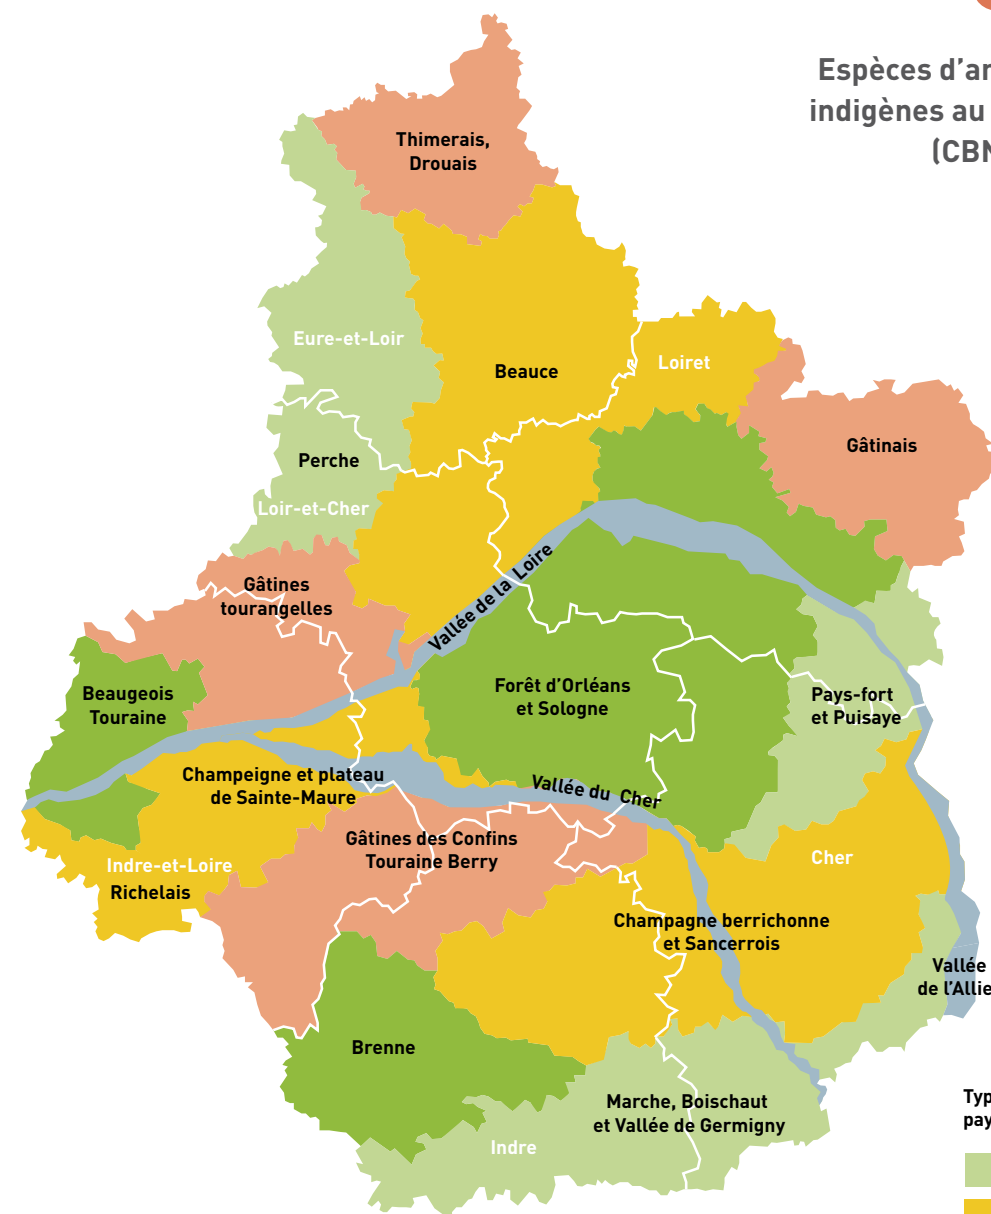 Espèces d'ar
indigènes au
(CBN
Thimerais,
Drouais
Eure-et-Loir
Beauce
Loiret
Gâtinais
Perche
Loir-et-Cher
Gâtines
tourangelles
Vallée de la Loire
Beaugeois
Touraine
Forêt d'Orléans
et Sologne
Pays-fort
et Puisaye
Champeigne et plateau
de Sainte-Maure
Vallée du Cher
Gâtines des Confins
Touraine Berry
Indre-et-Loire
Richelais
Cher
Champagne berrichonne
et Sancerrois
Vallée
de l'Allie
Brenne
Marche, Boischaut
et Vallée de Germigny
Indre
Typ
pay